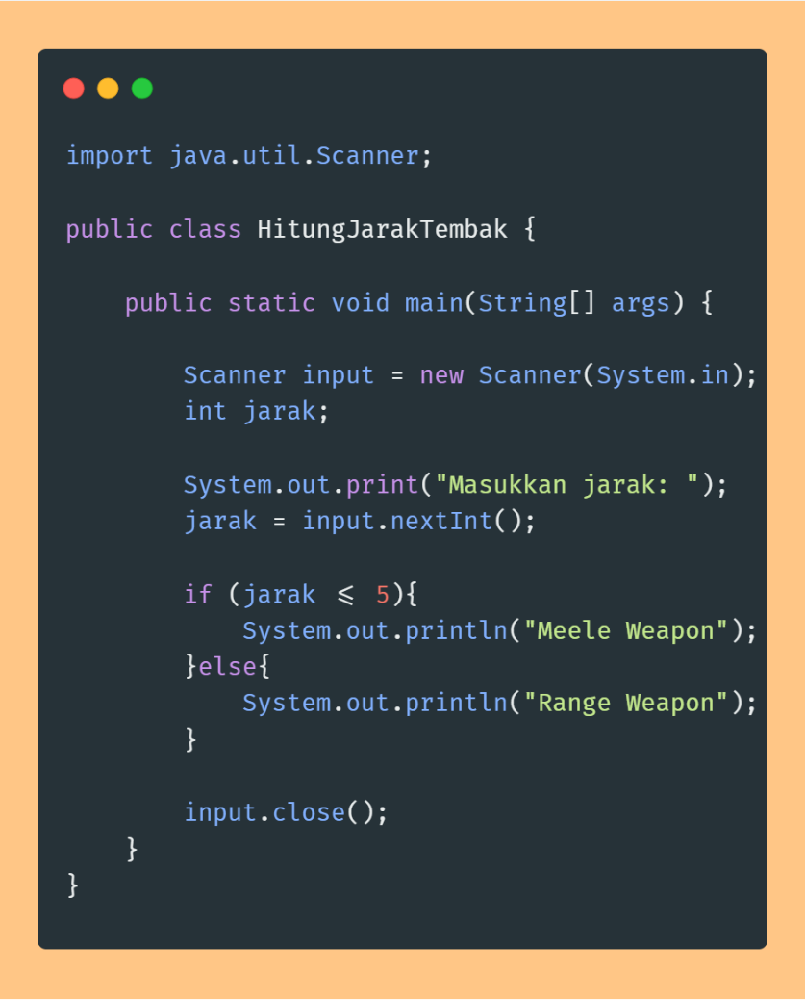 import java.util.Scanner;
public class HitungJarakTembak {
public static void main(String[] args) {
Scanner input = new Scanner(System.in);
int jarak;
System.out.print("Masukkan jarak: ");
jarak = input.nextInt();
if (jarak ⩽ 5){
System.out.println("Meele Weapon");
}else{
System.out.println("Range Weapon");
}
input.close();
}
}